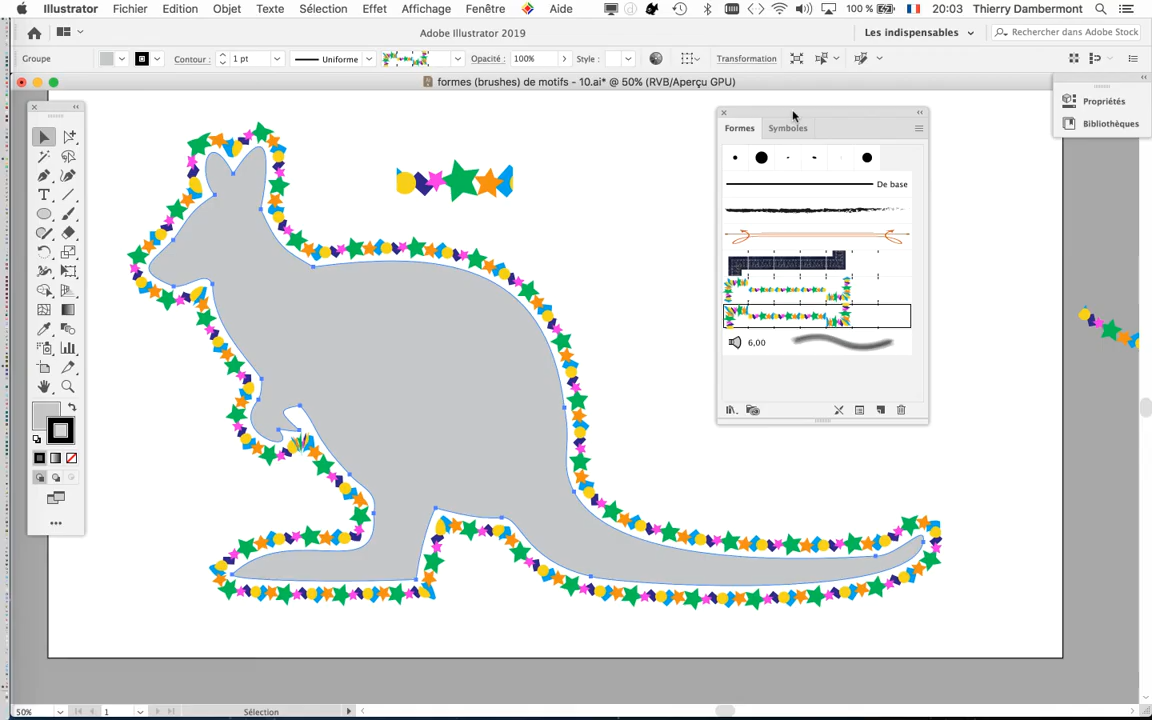 Illustrator Fichier Edition Objet Texte Sélection Effet Affichage Fenêtre Aide 100 % 20:03 Thierry Dambermont
Adobe Illustrator 2019 Les indispensables Rechercher dans Adobe Stock
Groupe Contour : 1 pt Uniforme Opacité : 100% Style : Transformation
formes (brushes) de motifs - 10.ai* @ 50% (RVB/Aperçu GPU)
Propriétés
Bibliothèques
Formes Symboles
De base
6,00
50% 1 Sélection